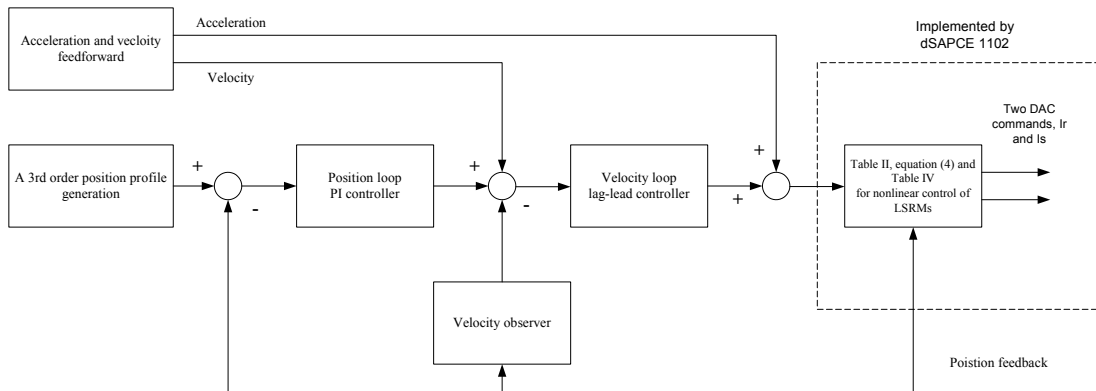 Acceleration
Implemented by
dSAPCE 1102
Acceleration and vecloity
feedforward
Velocity
Two DAC
commands, Ir
and Is
+
+
+
A 3rd order position profile
generation
Position loop
PI controller
Velocity loop
lag-lead controller
Table II, equation (4) and
Table IV
for nonlinear control of
LSRMs
-
-
+
+
Velocity observer
Poistion feedback